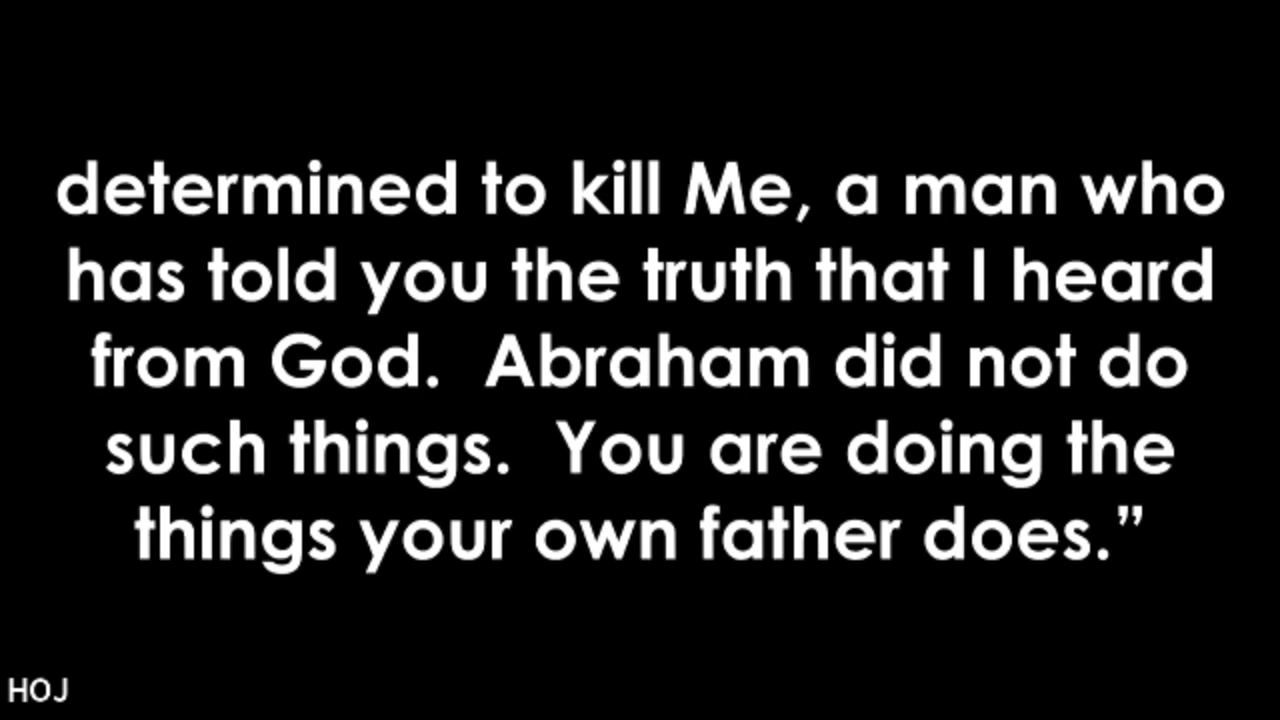 determined to kill Me, a man who
has told you the truth that I heard
from God.  Abraham did not do
such things.  You are doing the
things your own father does.”
HOJ